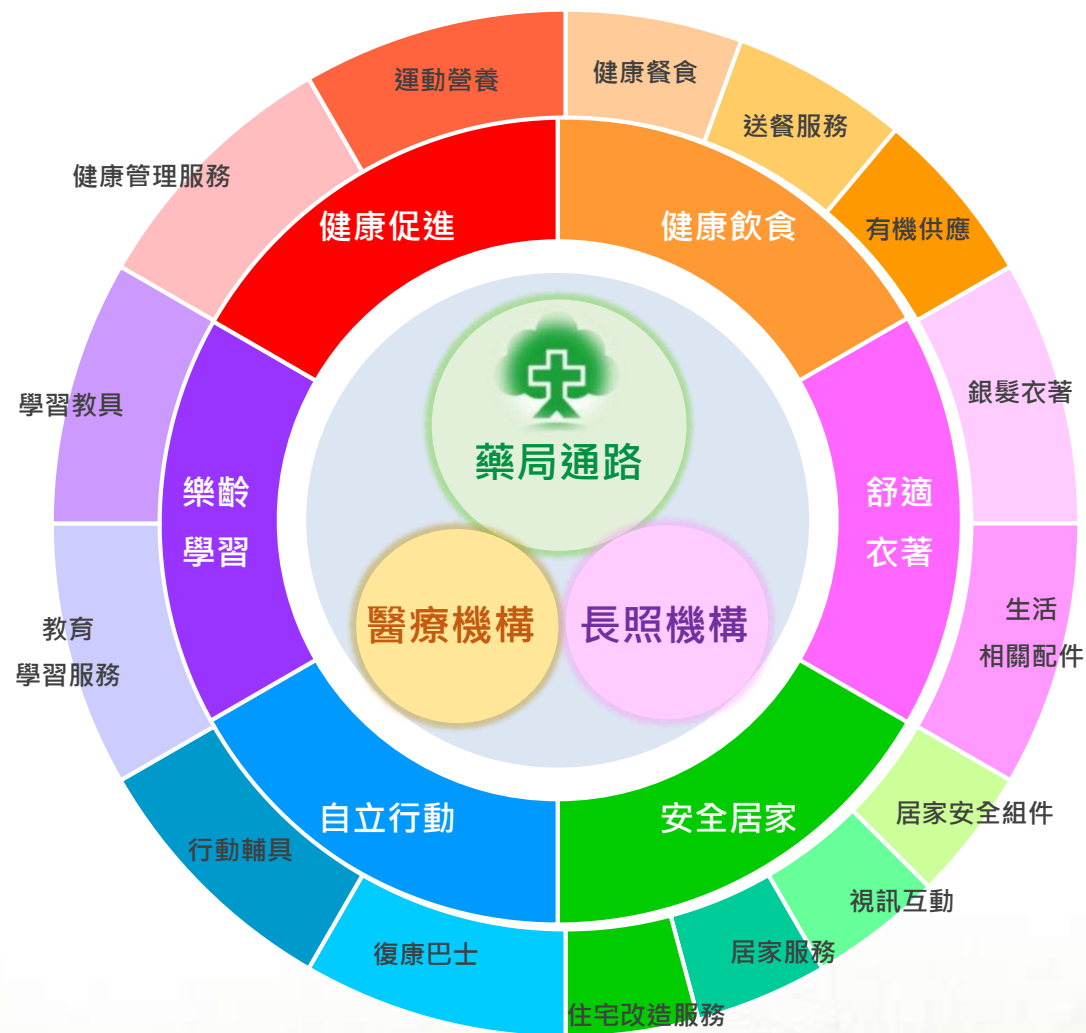 運動營養
健康餐食
送餐服務
健康管理服務
健康促進
健康飲食
有機供應
學習教具
銀髮衣著
藥局通路
樂齡
學習
舒適
衣著
醫療機構
長照機構
教育
學習服務
生活
相關配件
自立行動
安全居家
居家安全組件
行動輔具
視訊互動
復康巴士
居家服務
住宅改造服務